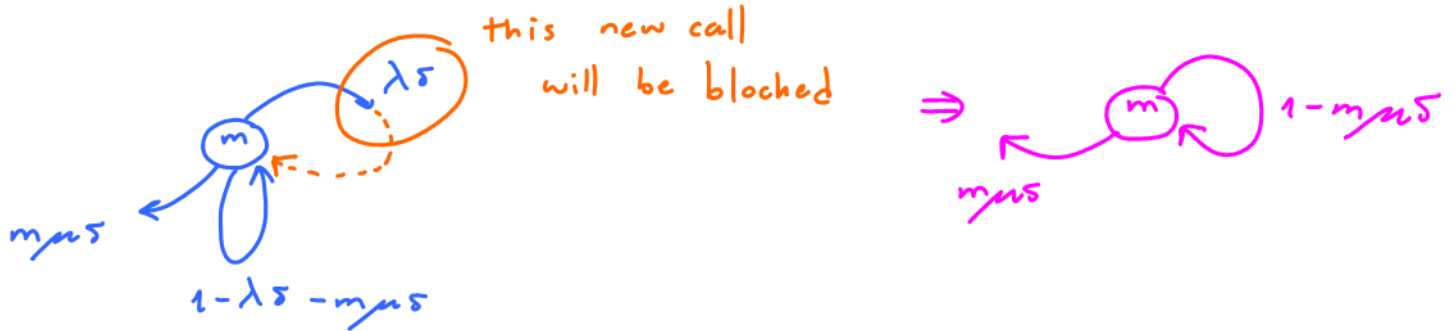 this new call
will be blocked
λδ
m
mμδ
1 - λδ - mμδ
⇒
m
1 - mμδ
mμδ